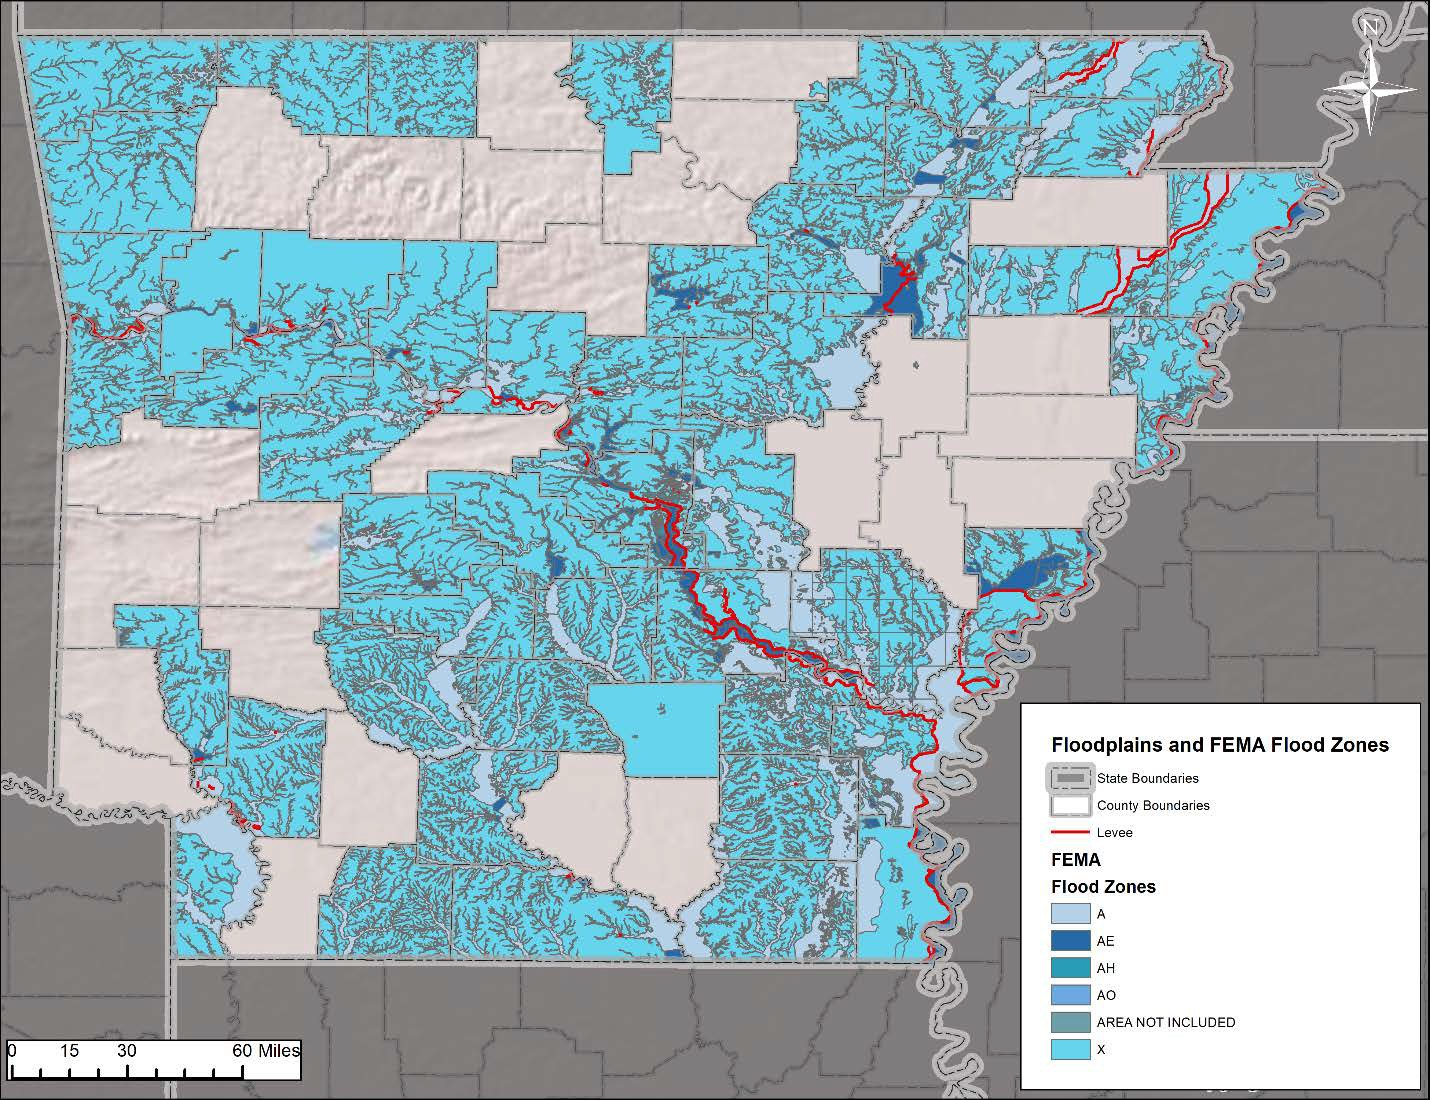 N
Floodplains and FEMA Flood Zones
State Boundaries
County Boundaries
Levee
FEMA
Flood Zones
A
AE
AH
AO
AREA NOT INCLUDED
X
0 15 30 60 Miles